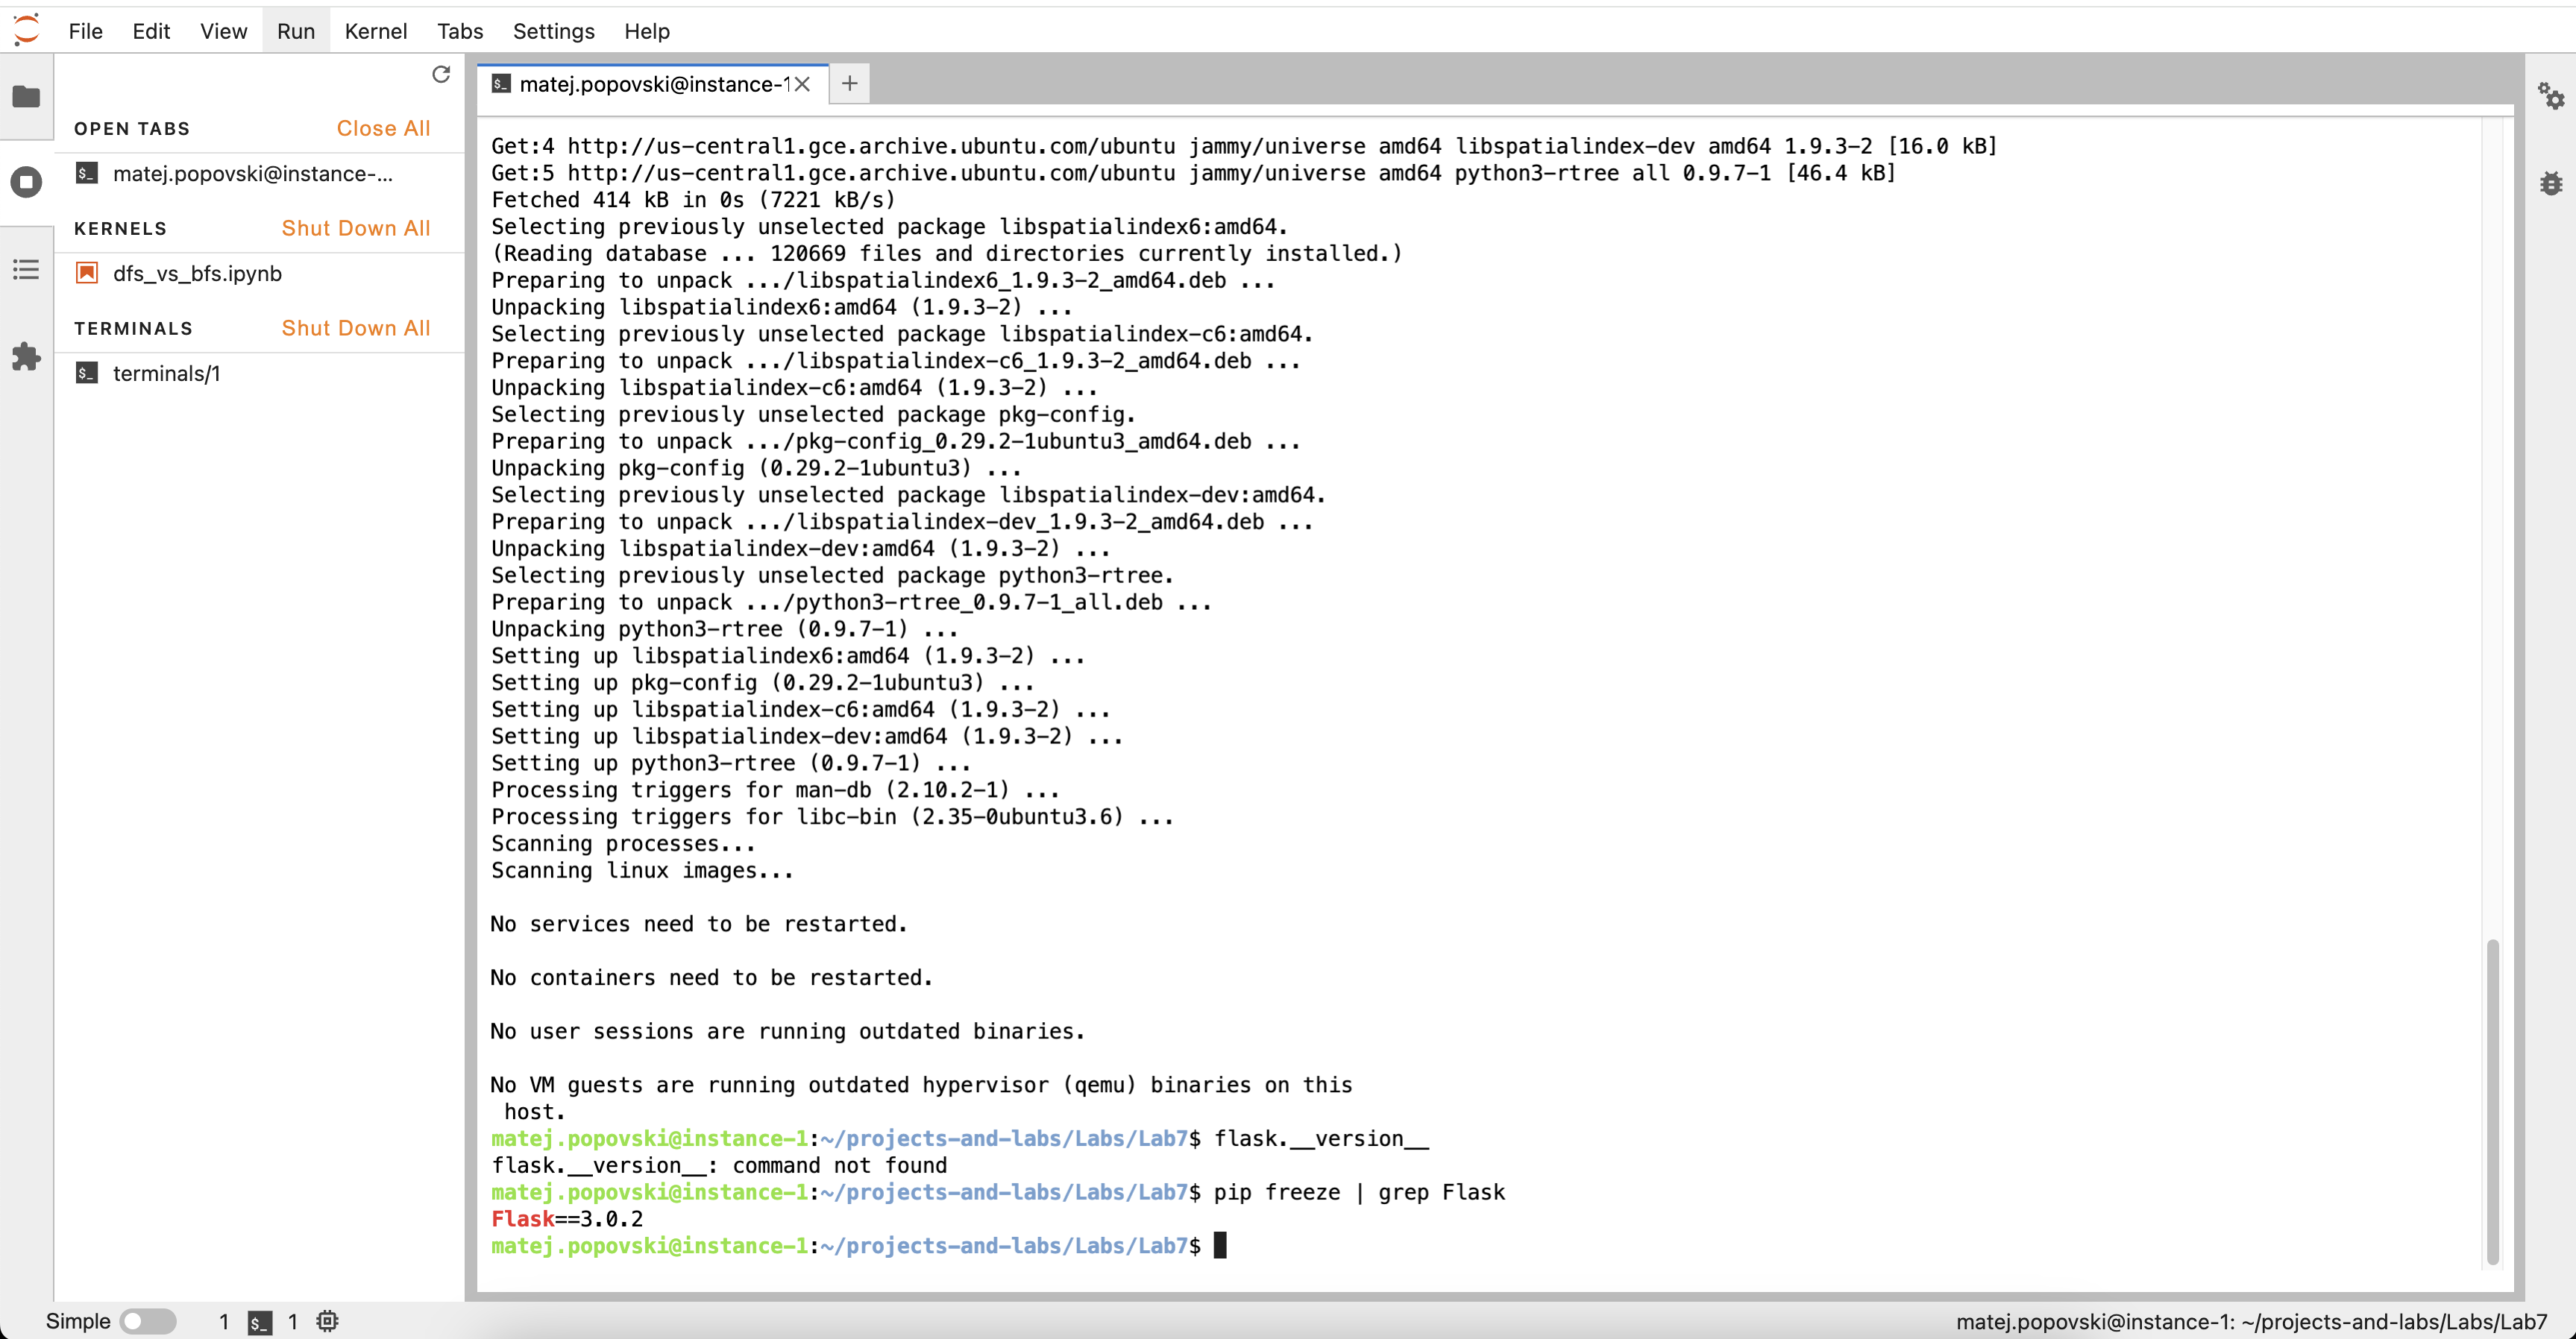 File Edit View Run Kernel Tabs Settings Help
OPEN TABS Close All
matej.popovski@instance-...
KERNELS Shut Down All
dfs_vs_bfs.ipynb
TERMINALS Shut Down All
terminals/1
matej.popovski@instance-1
Get:4 http://us-central1.gce.archive.ubuntu.com/ubuntu jammy/universe amd64 libspatialindex-dev amd64 1.9.3-2 [16.0 kB]
Get:5 http://us-central1.gce.archive.ubuntu.com/ubuntu jammy/universe amd64 python3-rtree all 0.9.7-1 [46.4 kB]
Fetched 414 kB in 0s (7221 kB/s)
Selecting previously unselected package libspatialindex6:amd64.
(Reading database ... 120669 files and directories currently installed.)
Preparing to unpack .../libspatialindex6_1.9.3-2_amd64.deb ...
Unpacking libspatialindex6:amd64 (1.9.3-2) ...
Selecting previously unselected package libspatialindex-c6:amd64.
Preparing to unpack .../libspatialindex-c6_1.9.3-2_amd64.deb ...
Unpacking libspatialindex-c6:amd64 (1.9.3-2) ...
Selecting previously unselected package pkg-config.
Preparing to unpack .../pkg-config_0.29.2-1ubuntu3_amd64.deb ...
Unpacking pkg-config (0.29.2-1ubuntu3) ...
Selecting previously unselected package libspatialindex-dev:amd64.
Preparing to unpack .../libspatialindex-dev_1.9.3-2_amd64.deb ...
Unpacking libspatialindex-dev:amd64 (1.9.3-2) ...
Selecting previously unselected package python3-rtree.
Preparing to unpack .../python3-rtree_0.9.7-1_all.deb ...
Unpacking python3-rtree (0.9.7-1) ...
Setting up libspatialindex6:amd64 (1.9.3-2) ...
Setting up pkg-config (0.29.2-1ubuntu3) ...
Setting up libspatialindex-c6:amd64 (1.9.3-2) ...
Setting up libspatialindex-dev:amd64 (1.9.3-2) ...
Setting up python3-rtree (0.9.7-1) ...
Processing triggers for man-db (2.10.2-1) ...
Processing triggers for libc-bin (2.35-0ubuntu3.6) ...
Scanning processes...
Scanning linux images...
No services need to be restarted.
No containers need to be restarted.
No user sessions are running outdated binaries.
No VM guests are running outdated hypervisor (qemu) binaries on this
host.
matej.popovski@instance-1:~/projects-and-labs/Labs/Lab7$ flask.__version__
flask.__version__: command not found
matej.popovski@instance-1:~/projects-and-labs/Labs/Lab7$ pip freeze | grep Flask
Flask==3.0.2
matej.popovski@instance-1:~/projects-and-labs/Labs/Lab7$
Simple 1 $_ 1 matej.popovski@instance-1: ~/projects-and-labs/Labs/Lab7